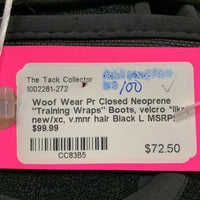 The Tack Collector
1002261-272
Woof Wear Pr Closed Neoprene
"Training Wraps" Boots, velcro "like
new/xc, v.mnr hair Black L MSRP:
$99.99
CC83B5
$72.50